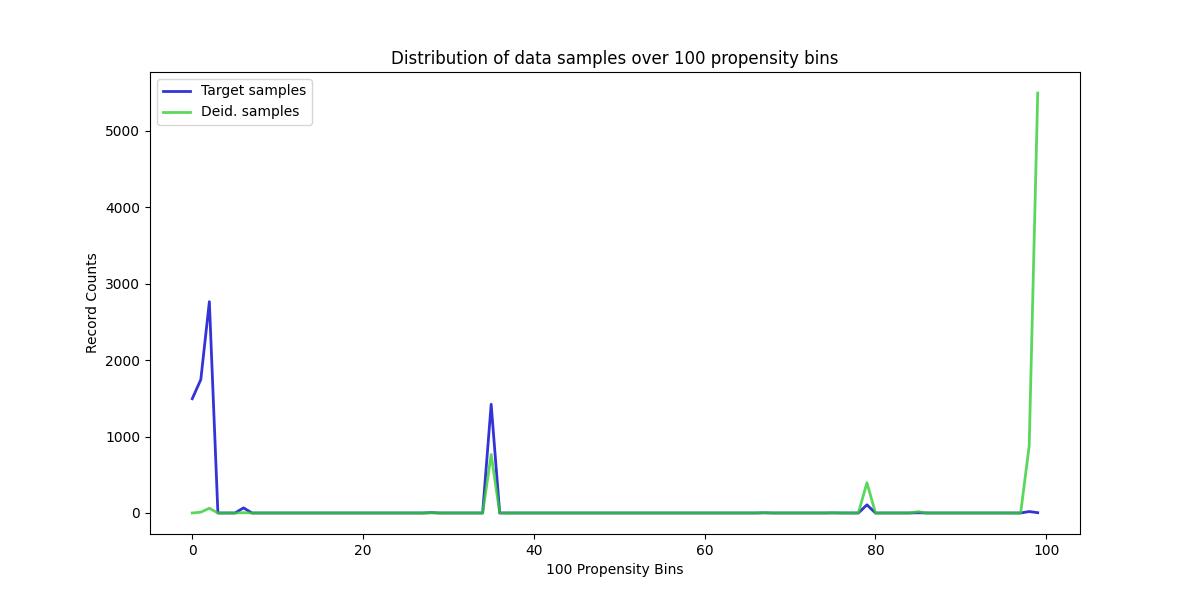 Distribution of data samples over 100 propensity bins
Target samples
Deid. samples
5000
4000
3000
2000
1000
0
Record Counts
0 20 40 60 80 100
100 Propensity Bins